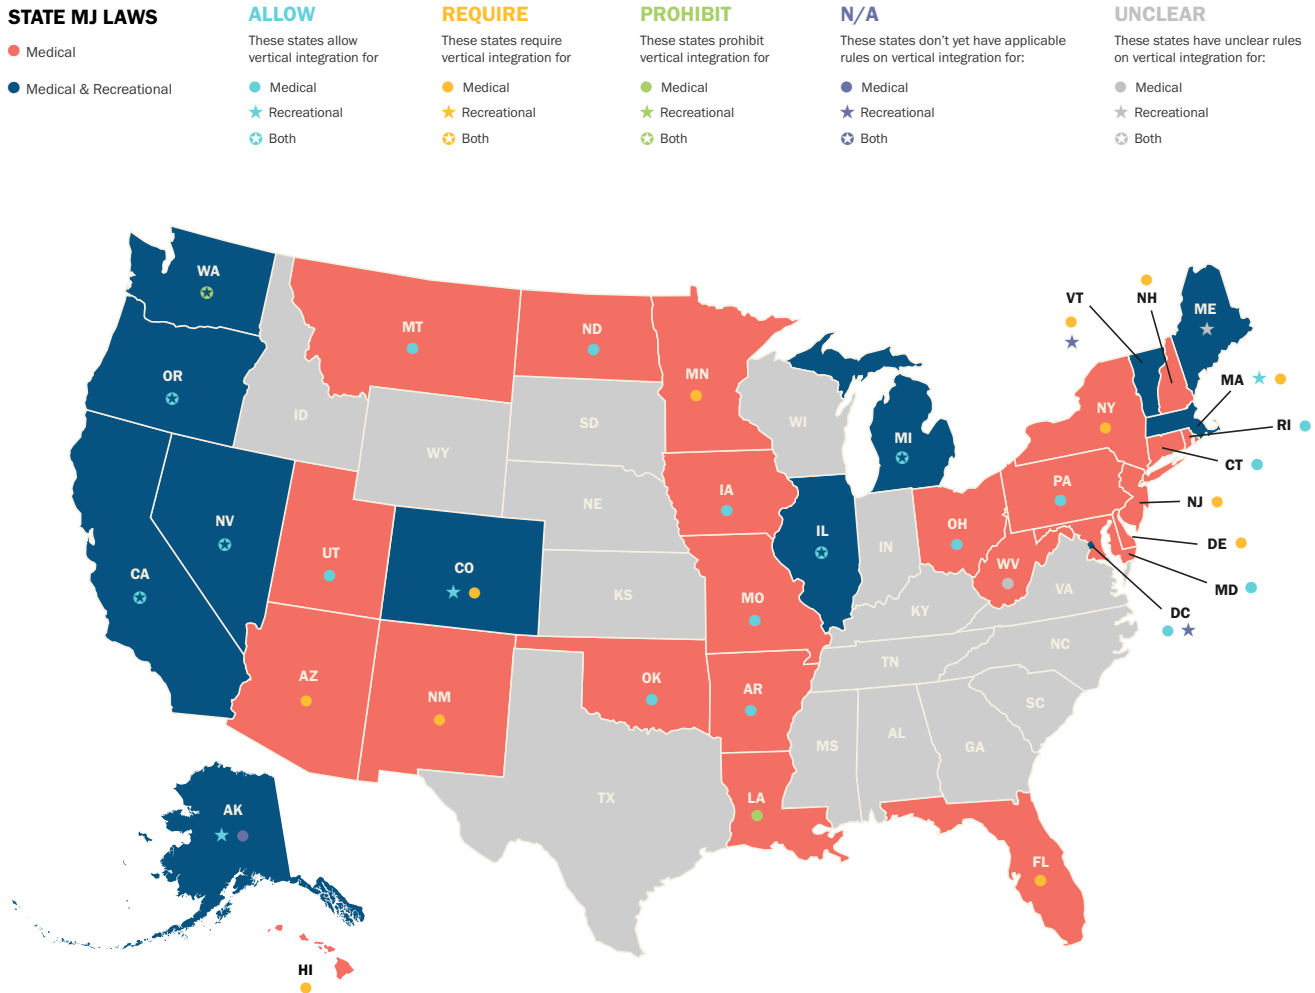 STATE MJ LAWS
Medical
Medical & Recreational
ALLOW
These states allow
vertical integration for
Medical
Recreational
Both
REQUIRE
These states require
vertical integration for
Medical
Recreational
Both
PROHIBIT
These states prohibit
vertical integration for
Medical
Recreational
Both
N/A
These states don't yet have applicable
rules on vertical integration for:
Medical
Recreational
Both
UNCLEAR
These states have unclear rules
on vertical integration for:
Medical
Recreational
Both
WA
MT
ND
MN
VT
NH
ME
OR
ID
SD
WI
MI
NY
MA
RI
CT
WY
NE
IA
PA
NJ
NV
UT
CO
IL
IN
OH
WV
DE
MD
DC
CA
KS
MO
KY
VA
AZ
NM
OK
AR
TN
NC
SC
MS
AL
GA
TX
LA
FL
AK
HI